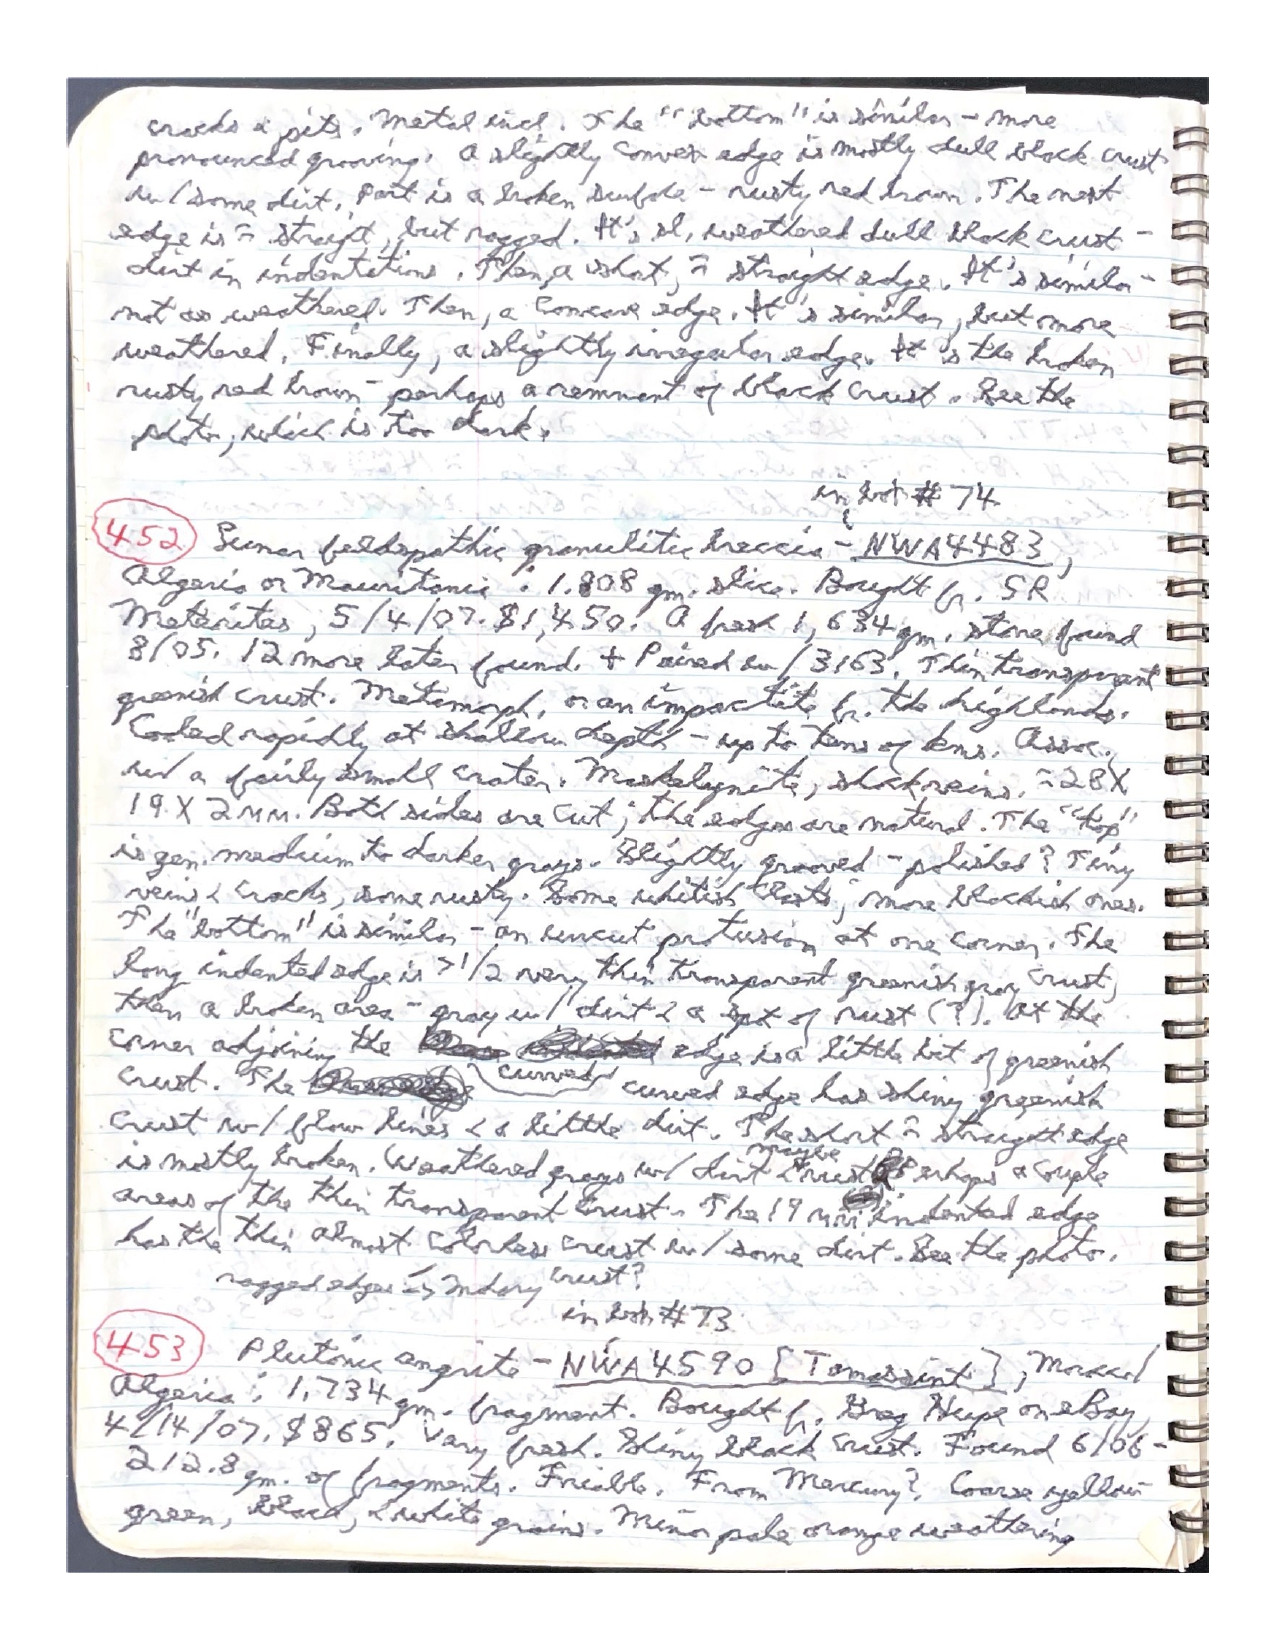 cracks & pits. Metal incl. The "bottom" is similar - more
pronounced grooving. A slightly convex edge is mostly dull black crust
w/ some dirt. Part is a broken surface - rusty red brown. The next
edge is ≈ straight, but ragged. It's sl. weathered dull black crust -
dirt in indentations. Then, a short, ≈ straight edge. It's similar -
not as weathered. Then, a concave edge. It's similar, but more
weathered. Finally, a slightly irregular edge. It's the broken
rusty red brown - perhaps a remnant of black crust. See the
photo, which is too dark.
in box # 74
452 Lunar feldspathic granulitic breccia - NWA 4483,
Algeria or Mauritania: 1.808 gm. slice. Bought fr. SR
Meteorites, 5/4/07. $1,450. A fresh 1,634 gm. stone found
8/05. 12 more later found. + Paired w/ 3163. Thin transparent
greenish crust. Metamorph. or an impactite fr. the highlands.
Cooled rapidly at shallow depth - up to tens of kms. Assoc.
w/ a fairly small crater. Maskelynite, shock veins. ≈ 28 X
19 X 2 mm. Both sides are cut; the edges are natural. The "top"
is gen. medium to darker grays. Slightly grooved - polished? Tiny
veins & cracks, some rusty. Some whitish clasts; more blackish ones.
The "bottom" is similar - an uncut protusion at one corner. The
long indented edge is >1/2 very thin transparent greenish gray crust,
then a broken area - gray w/ dirt & a spot of rust (?). At the
corner adjoining the edge is a little bit of greenish
crust. The curved curved edge has shiny greenish
crust w/ flow lines & a little dirt. The short ≈ straight edge
is mostly broken. Weathered grays w/ dirt & maybe rust. Perhaps a couple
areas of the thin transparent crust. The 19 mm indented edge
has the thin almost colorless crust w/ some dirt. See the photo.
ragged edges crust?
in box # 73
453 Plutonic angrite - NWA 4590 [Tamassint], Morocco/
Algeria: 1.734 gm. fragment. Bought fr. Greg Hupe on eBay,
4/14/07. $865. Very fresh. Shiny black crust. Found 6/06 -
212.8 gm. of fragments. Friable. From Mercury?. Coarse yellow
green, black, & white grains. Minor pale orange weathering